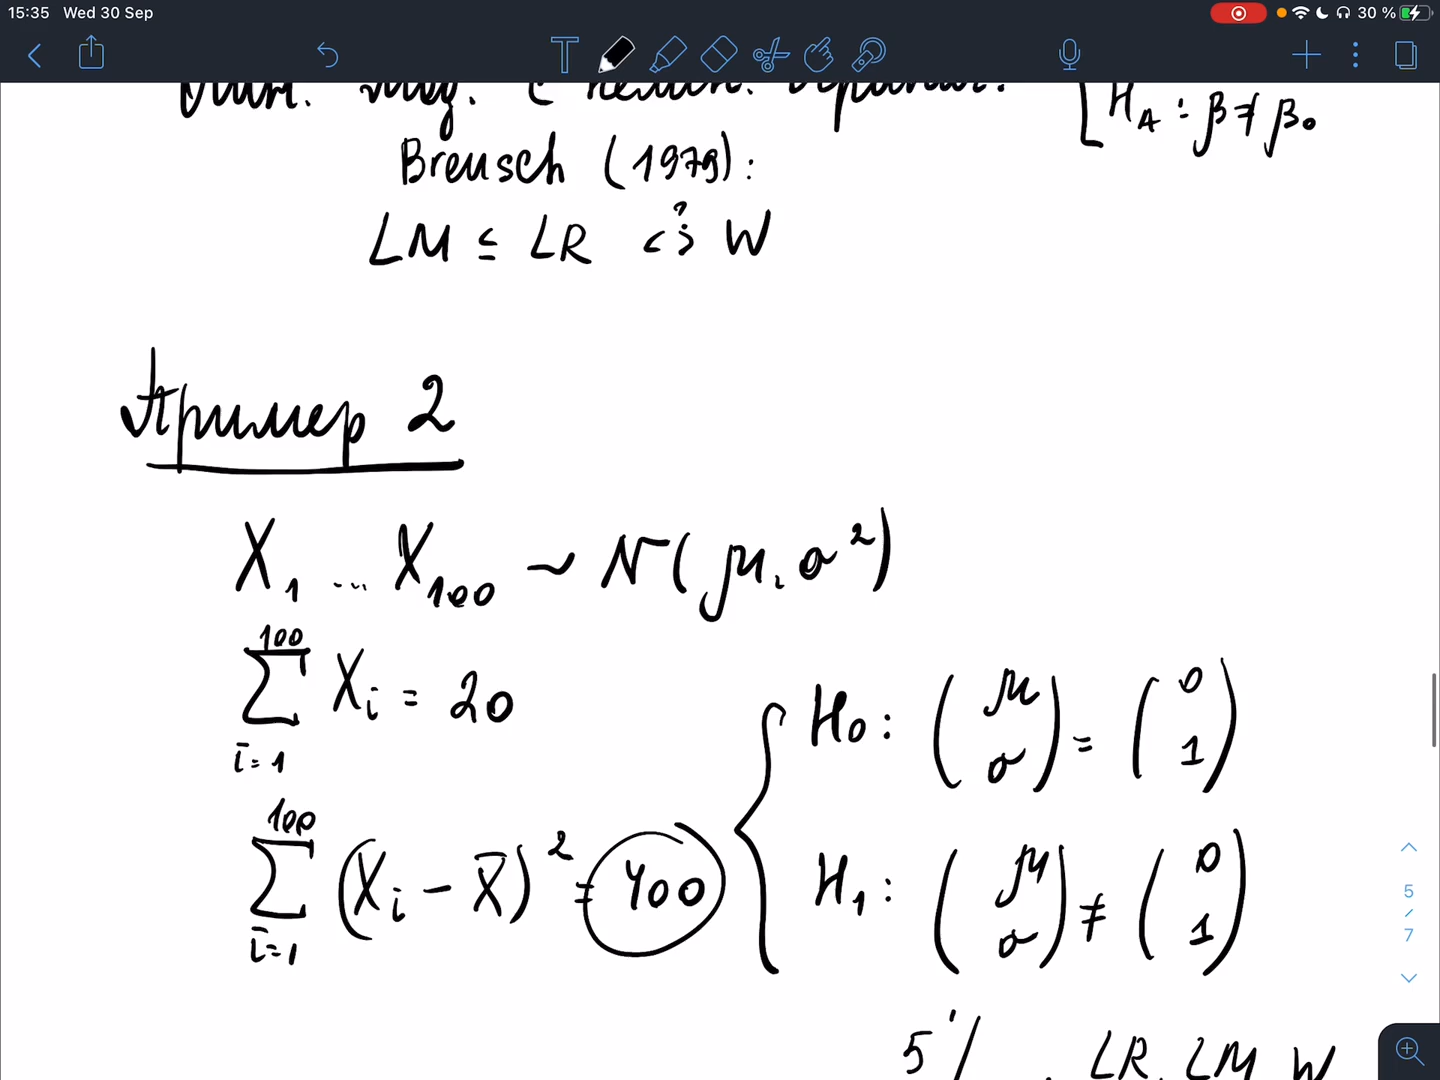 15:35 Wed 30 Sep 30 %
T
H_A : β ≠ β₀
Breusch (1979):
LM ≤ LR <? W
Пример 2
X₁ ... X₁₀₀ ~ N(μ, σ²)
∑_{i=1}^{100} X_i = 20
∑_{i=1}^{100} (X_i - X̄)² = 400
H₀: (μ σ) = (0 1)
H₁: (μ σ) ≠ (0 1)
5 %. LR, LM, W
5
7